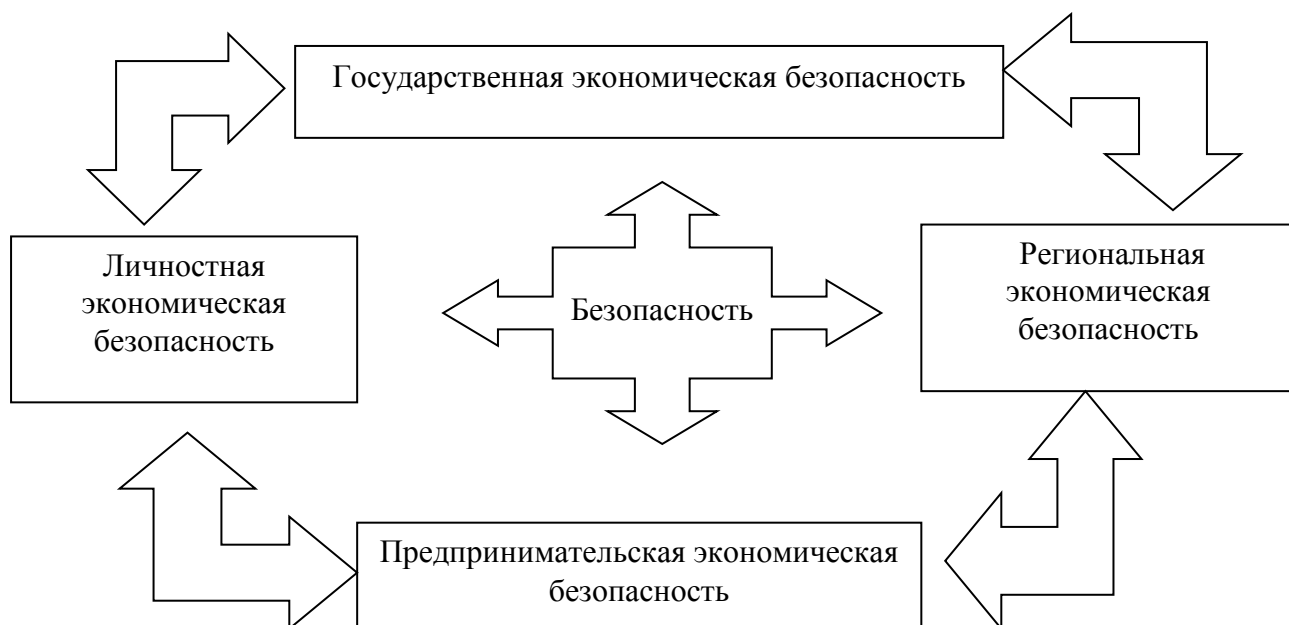 Государственная экономическая безопасность
Личностная
экономическая
безопасность
Безопасность
Региональная
экономическая
безопасность
Предпринимательская экономическая
безопасность